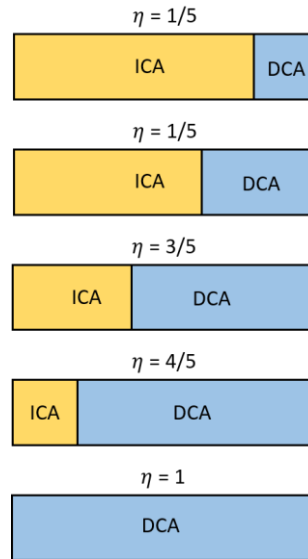 η = 1/5
ICA DCA
η = 1/5
ICA DCA
η = 3/5
ICA DCA
η = 4/5
ICA DCA
η = 1
DCA